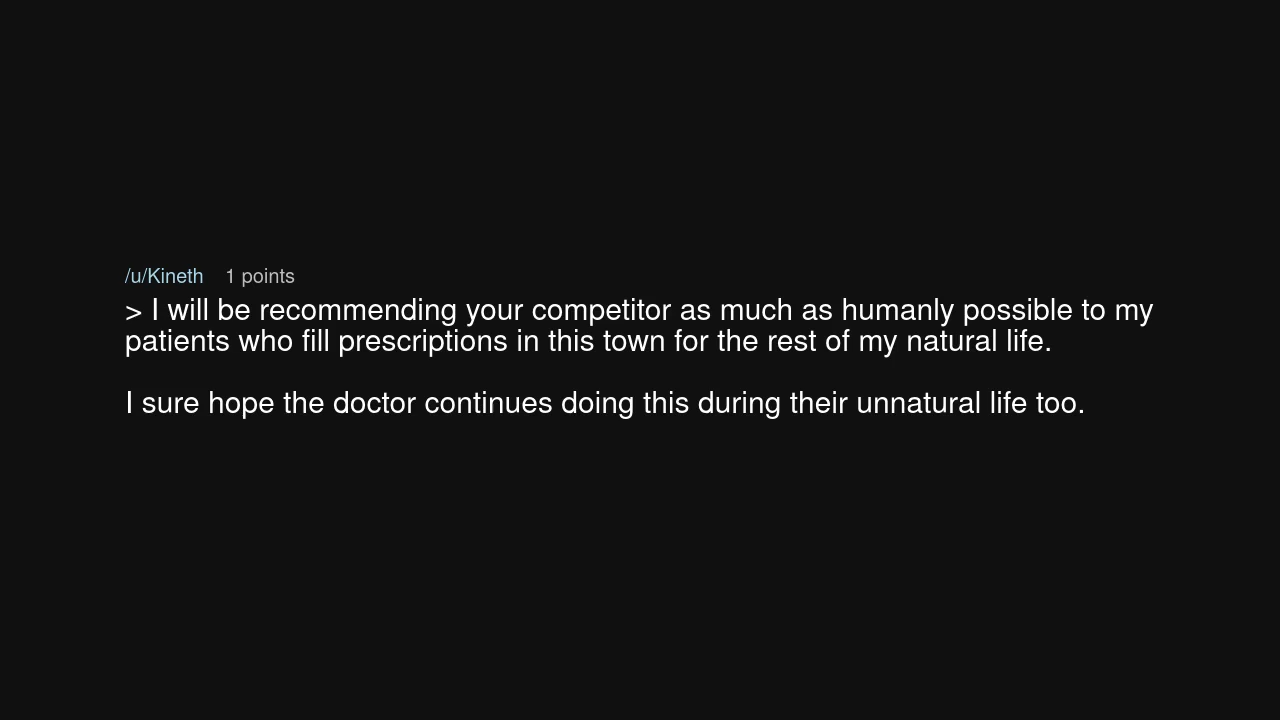 /u/Kineth 1 points
> I will be recommending your competitor as much as humanly possible to my
patients who fill prescriptions in this town for the rest of my natural life.
I sure hope the doctor continues doing this during their unnatural life too.